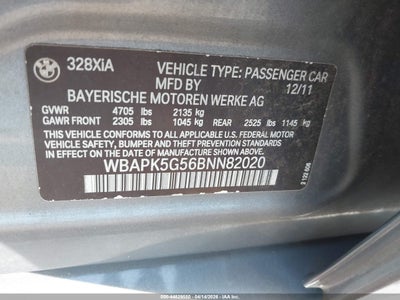 BMW
328XiA
VEHICLE TYPE: PASSENGER CAR
MFD BY
12/11
BAYERISCHE MOTOREN WERKE AG
GVWR 4705 lbs 2135 kg
GAWR FRONT 2305 lbs 1045 kg REAR 2525 lbs 1145 kg
THIS VEHICLE CONFORMS TO ALL APPLICABLE U.S. FEDERAL MOTOR VEHICLE
SAFETY, BUMPER AND THEFT PREVENTION STANDARDS IN EFFECT
ON THE DATE OF MANUFACTURE SHOWN ABOVE.
WBAPK5G56BNN82020